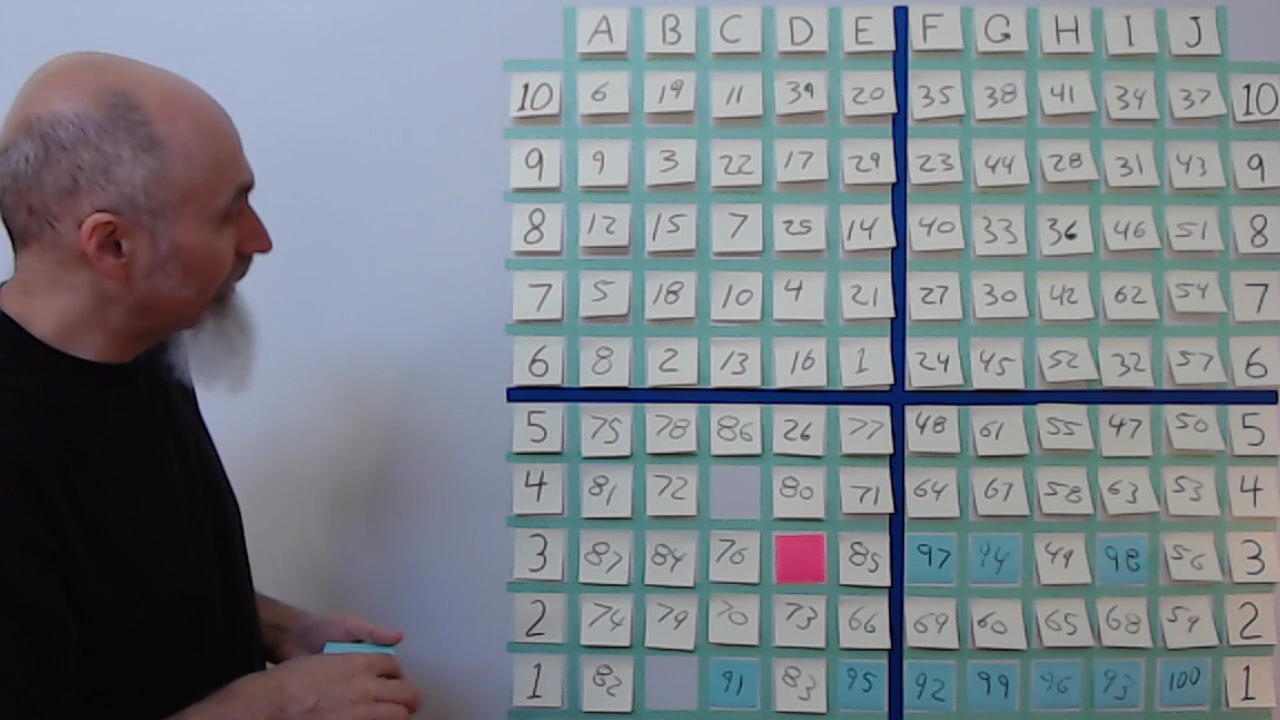 A B C D E F G H I J
10 6 19 11 39 20 35 38 41 34 37 10
9 9 3 22 17 29 23 44 28 31 43 9
8 12 15 7 25 14 40 33 36 46 51 8
7 5 18 10 4 21 27 30 42 62 54 7
6 8 2 13 16 1 24 45 52 32 57 6
5 75 78 86 26 77 48 61 55 47 50 5
4 81 72 80 71 64 67 58 63 53 4
3 87 84 76 85 97 94 49 98 56 3
2 74 79 70 73 66 69 60 65 68 59 2
1 82 91 83 95 92 99 96 93 100 1